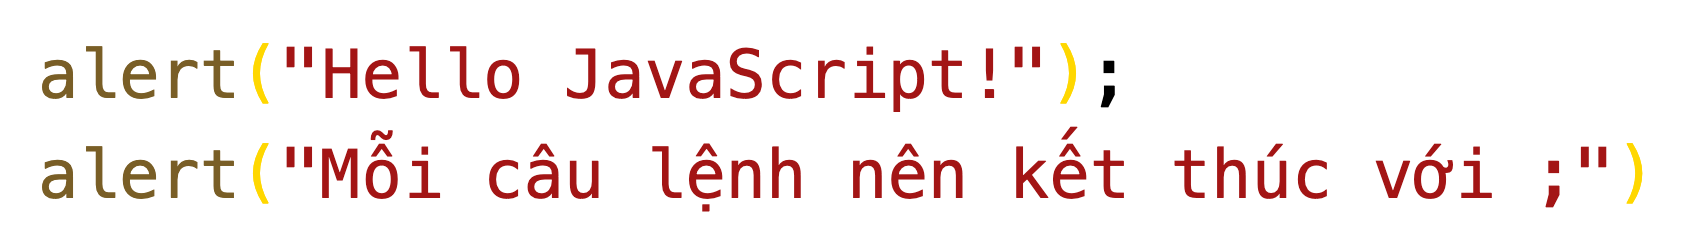 alert("Hello JavaScript!");
alert("Mỗi câu lệnh nên kết thúc với ;")